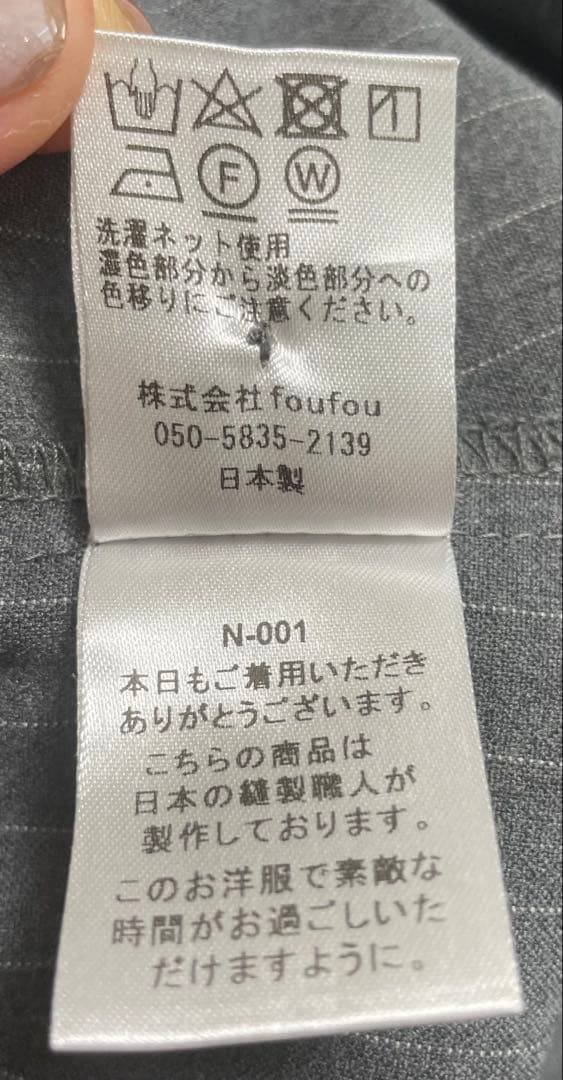 F W
洗濯ネット使用
濃色部分から淡色部分への
色移りにご注意ください。
株式会社foufou
050-5835-2139
日本製
N-001
本日もご着用いただき
ありがとうございます。
こちらの商品は
日本の縫製職人が
製作しております。
このお洋服で素敵な
時間がお過ごしいた
だけますように。